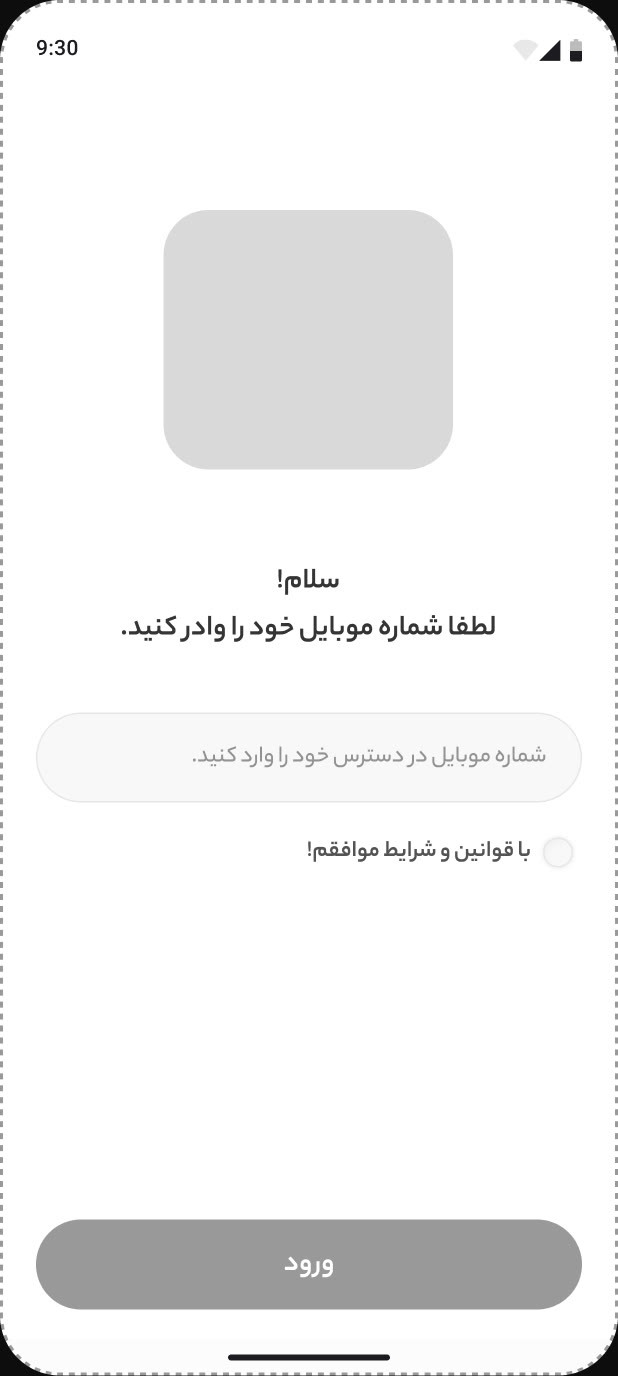 9:30
سلام!
لطفا شماره موبایل خود را وادر کنید.
شماره موبایل در دسترس خود را وارد کنید.
با قوانین و شرایط موافقم!
ورود